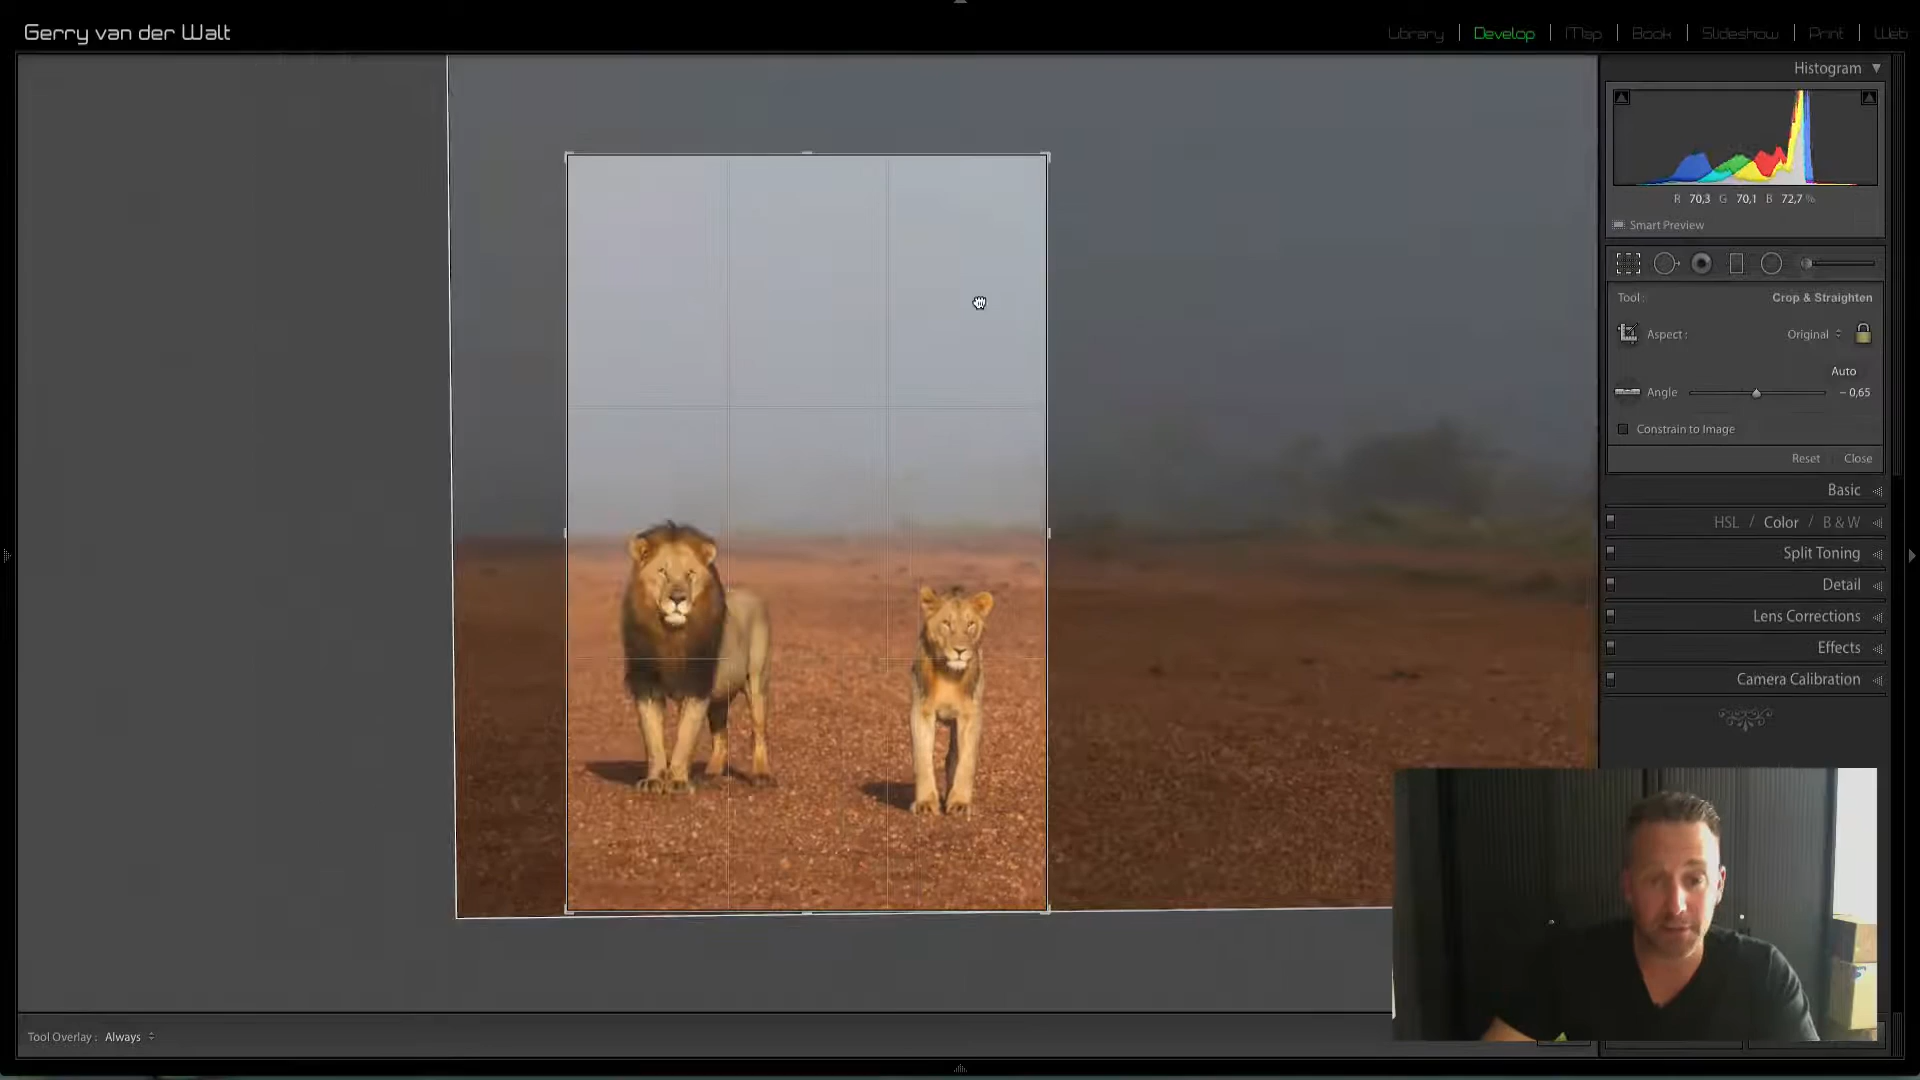 Gerry van der Walt
Library | Develop | Map | Book | Slideshow | Print | Web
Histogram
R 70,3 G 70,1 B 72,7 %
Smart Preview
Tool : Crop & Straighten
Aspect : Original
Auto
Angle - 0,65
Constrain to Image
Reset Close
Basic
HSL / Color / B & W
Split Toning
Detail
Lens Corrections
Effects
Camera Calibration
Tool Overlay : Always